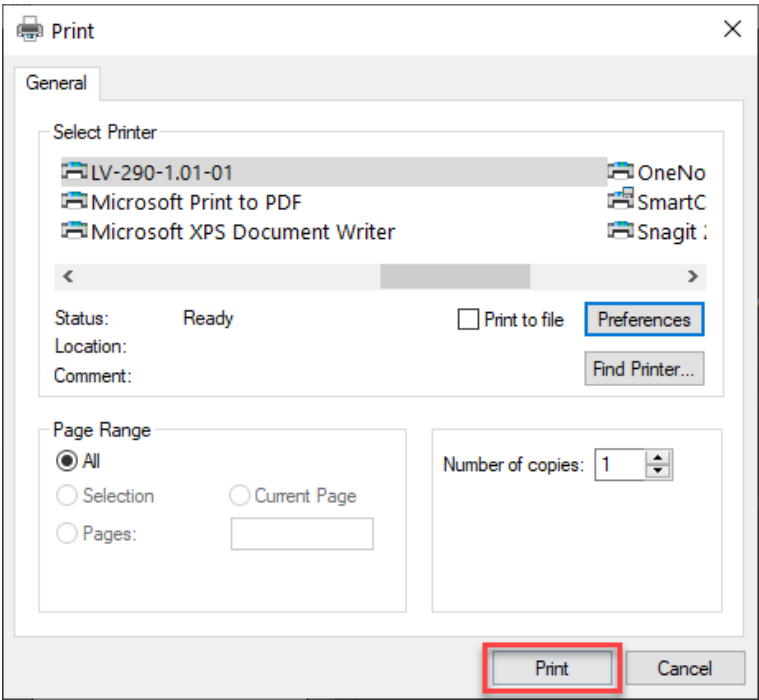 Print
General
Select Printer
LV-290-1.01-01 OneNo
Microsoft Print to PDF SmartC
Microsoft XPS Document Writer Snagit 2
Status: Ready Print to file Preferences
Location:
Comment: Find Printer...
Page Range
All Number of copies: 1
Selection Current Page
Pages:
Print Cancel